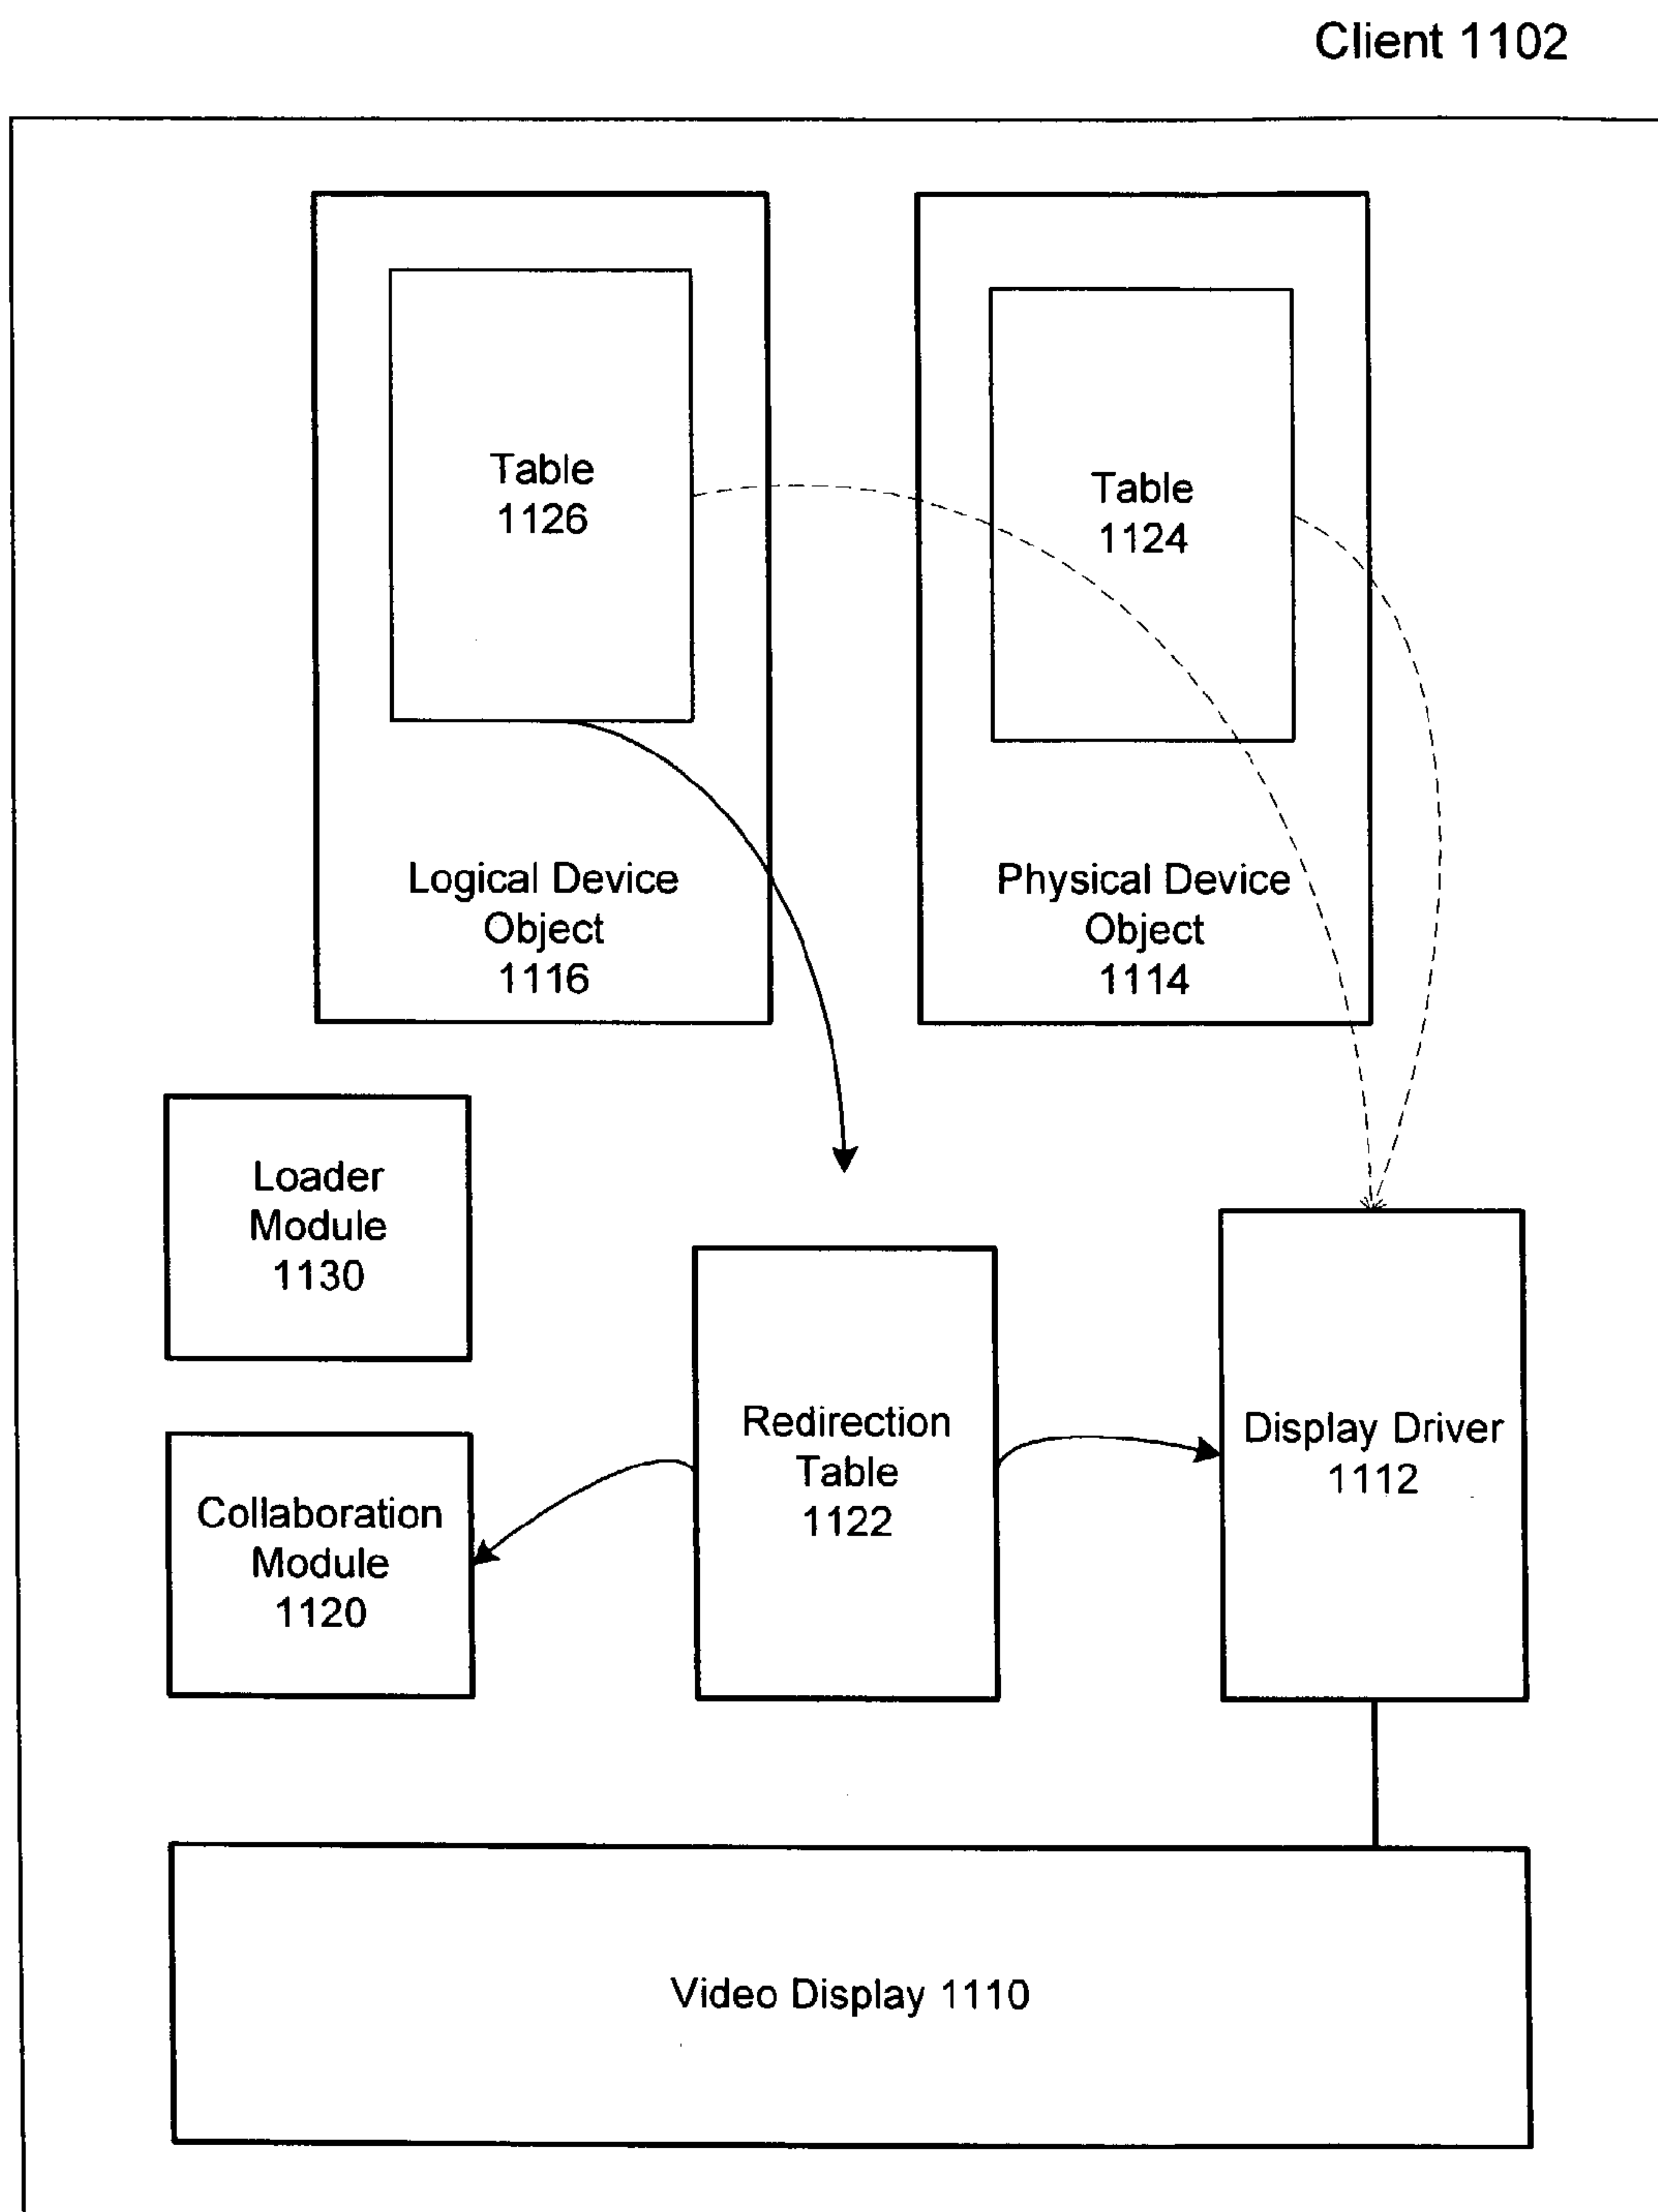 Client 1102
Table
1126
Table
1124
Logical Device
Object
1116
Physical Device
Object
1114
Loader
Module
1130
Redirection
Table
1122
Display Driver
1112
Collaboration
Module
1120
Video Display 1110